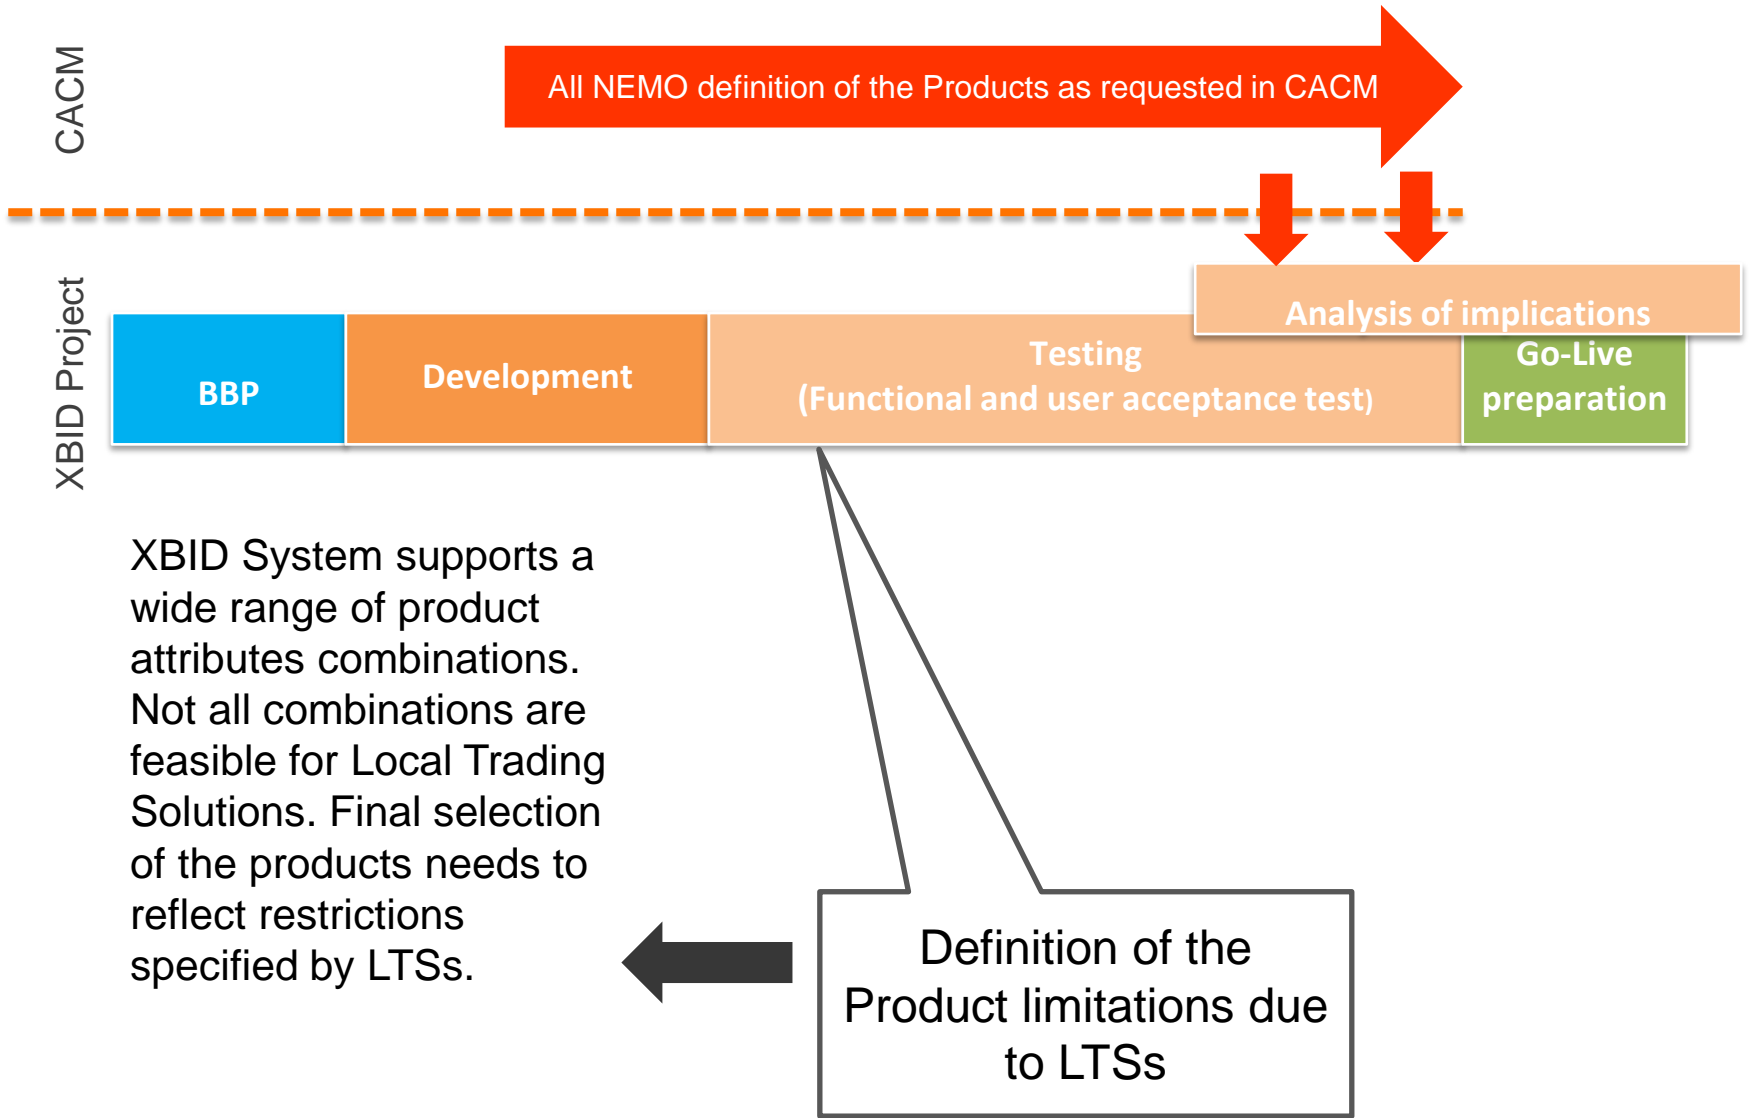 CACM
All NEMO definition of the Products as requested in CACM
XBID Project
Analysis of implications
BBP
Development
Testing
(Functional and user acceptance test)
Go-Live
preparation
XBID System supports a
wide range of product
attributes combinations.
Not all combinations are
feasible for Local Trading
Solutions. Final selection
of the products needs to
reflect restrictions
specified by LTSs.
Definition of the
Product limitations due
to LTSs